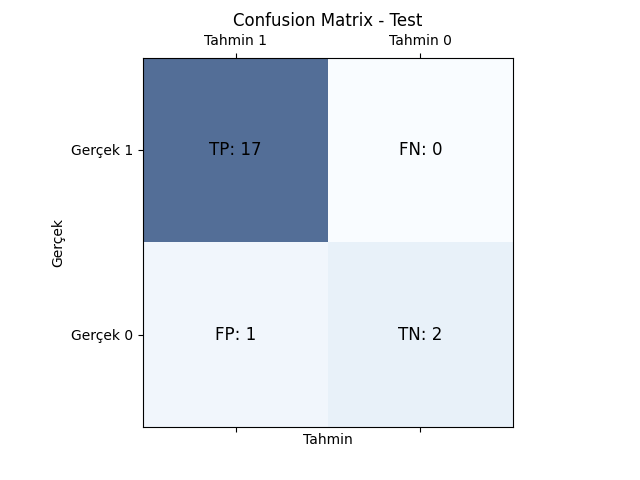 Confusion Matrix - Test
Tahmin 1 Tahmin 0
Gerçek 1 TP: 17 FN: 0
Gerçek
Gerçek 0 FP: 1 TN: 2
Tahmin